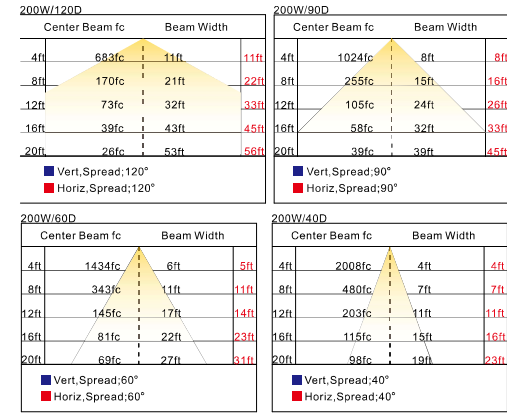 200W/120D
Center Beam fc Beam Width
4ft 683fc 11ft 11ft
8ft 170fc 21ft 22ft
12ft 73fc 32ft 33ft
16ft 39fc 43ft 45ft
20ft 26fc 53ft 56ft
Vert,Spread;120°
Horiz,Spread;120°
200W/90D
Center Beam fc Beam Width
4ft 1024fc 8ft 8ft
8ft 255fc 15ft 16ft
12ft 105fc 24ft 26ft
16ft 58fc 32ft 33ft
20ft 39fc 39ft 45ft
Vert,Spread;90°
Horiz,Spread;90°
200W/60D
Center Beam fc Beam Width
4ft 1434fc 6ft 5ft
8ft 343fc 11ft 11ft
12ft 145fc 17ft 14ft
16ft 81fc 22ft 23ft
20ft 69fc 27ft 31ft
Vert,Spread;60°
Horiz,Spread;60°
200W/40D
Center Beam fc Beam Width
4ft 2008fc 4ft 4ft
8ft 480fc 7ft 7ft
12ft 203fc 11ft 11ft
16ft 115fc 15ft 16ft
20ft 98fc 19ft 23ft
Vert,Spread;40°
Horiz,Spread;40°